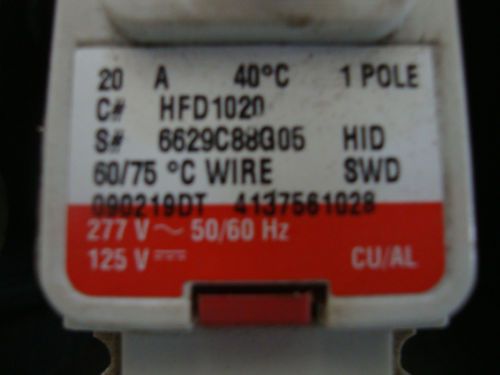 20 A 40°C 1 POLE
C# HFD1020
S# 6629C88G05 HID
60/75 °C WIRE SWD
090219DT 4137561028
277 V ~ 50/60 Hz
125 V ⎓ CU/AL